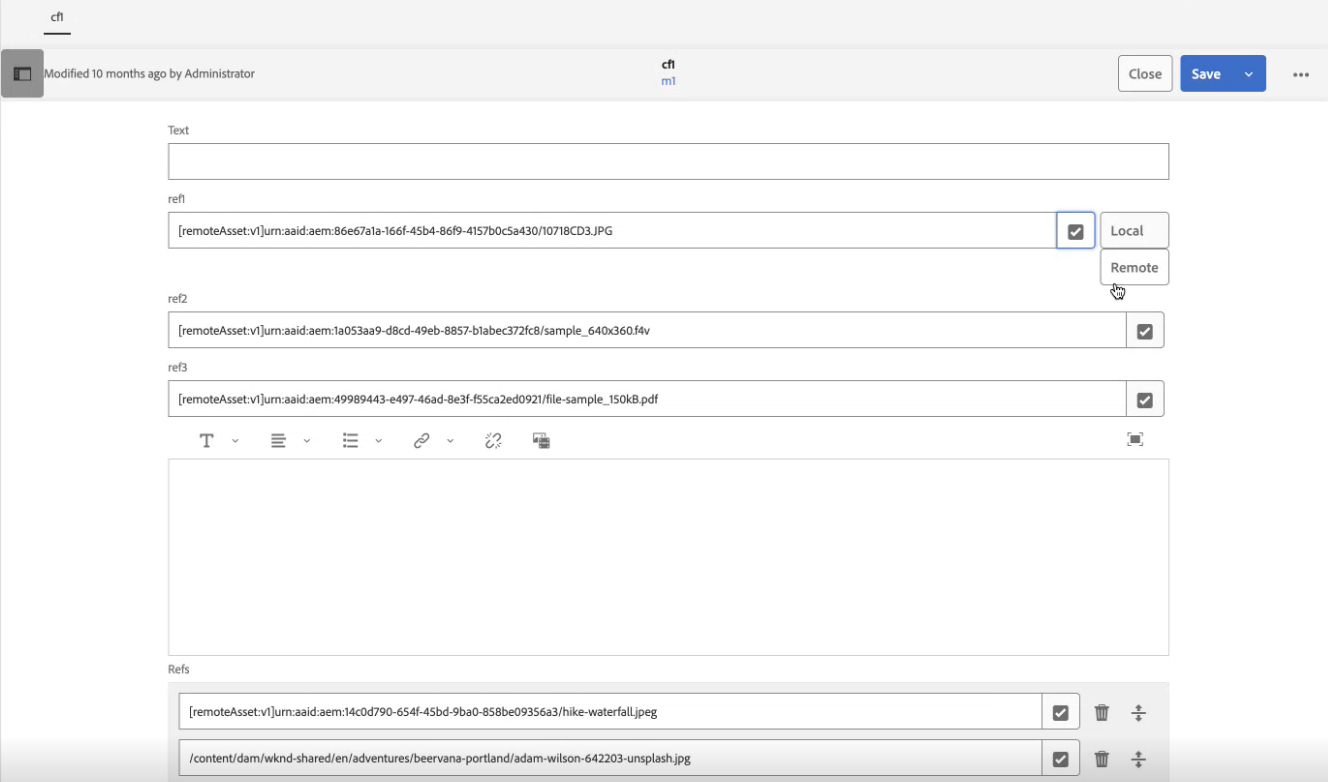 cf1
Modified 10 months ago by Administrator
cf1
m1
Close
Save
Text
ref1
[remoteAsset:v1]urn:aaid:aem:86e67a1a-166f-45b4-86f9-4157b0c5a430/10718CD3.JPG
Local
Remote
ref2
[remoteAsset:v1]urn:aaid:aem:1a053aa9-d8cd-49eb-8857-b1abec372fc8/sample_640x360.f4v
ref3
[remoteAsset:v1]urn:aaid:aem:49989443-e497-46ad-8e3f-f55ca2ed0921/file-sample_150kB.pdf
Refs
[remoteAsset:v1]urn:aaid:aem:14c0d790-654f-45bd-9ba0-858be09356a3/hike-waterfall.jpeg
/content/dam/wknd-shared/en/adventures/beervana-portland/adam-wilson-642203-unsplash.jpg